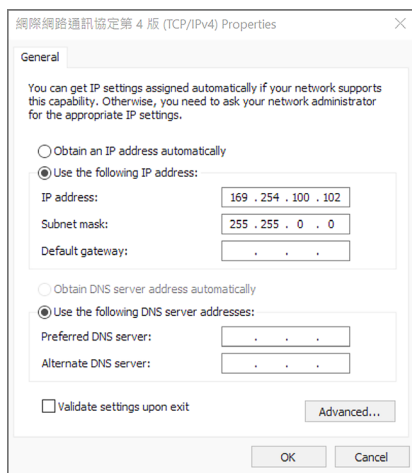 網際網路通訊協定第 4 版 (TCP/IPv4) Properties
General
You can get IP settings assigned automatically if your network supports
this capability. Otherwise, you need to ask your network administrator
for the appropriate IP settings.
Obtain an IP address automatically
Use the following IP address:
IP address: 169 . 254 . 100 . 102
Subnet mask: 255 . 255 . 0 . 0
Default gateway: . . .
Obtain DNS server address automatically
Use the following DNS server addresses:
Preferred DNS server: . . .
Alternate DNS server: . . .
Validate settings upon exit
Advanced...
OK Cancel